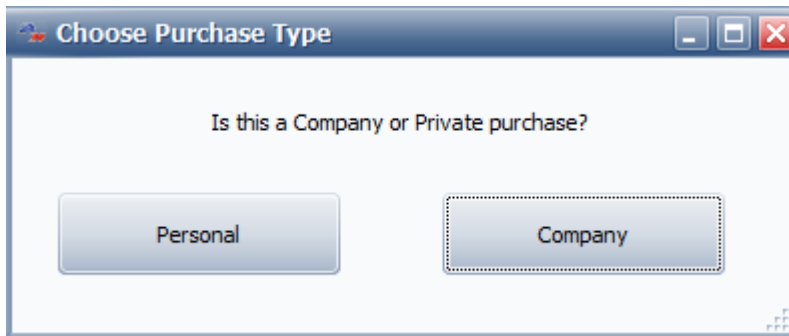 Choose Purchase Type
Is this a Company or Private purchase?
Personal
Company